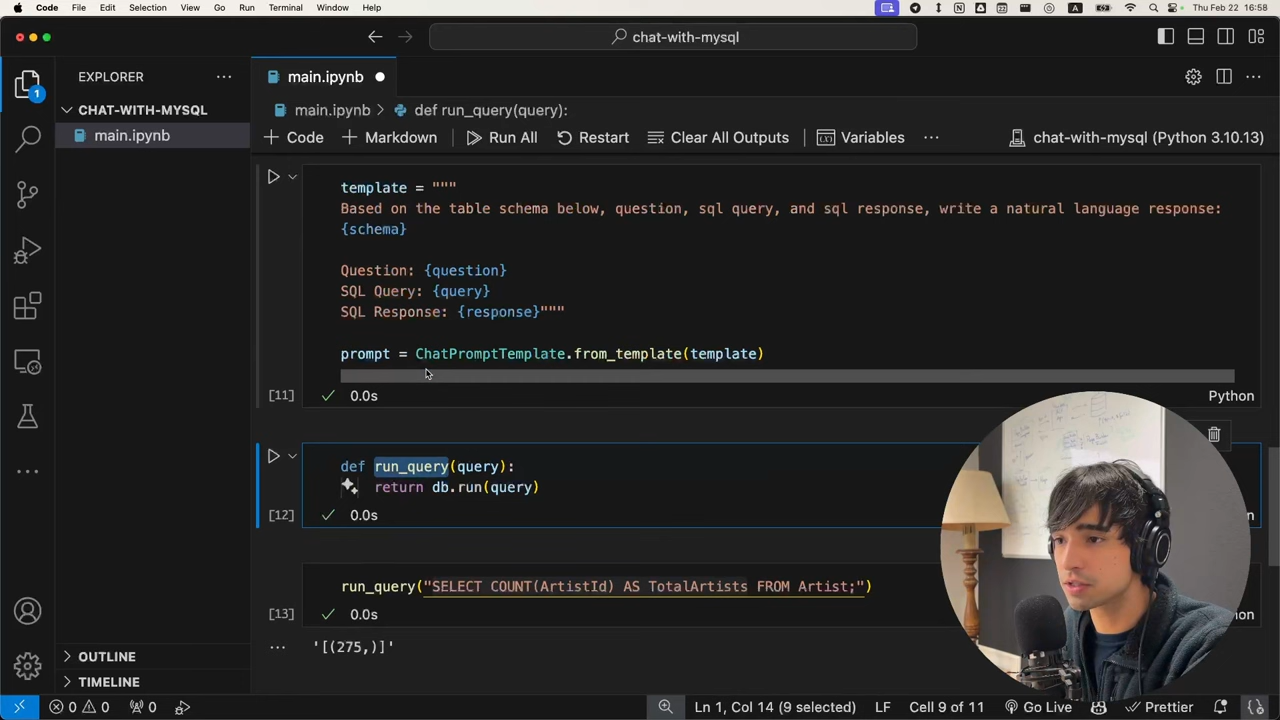 Code File Edit Selection View Go Run Terminal Window Help Thu Feb 22 16:58
chat-with-mysql
EXPLORER
main.ipynb
CHAT-WITH-MYSQL
main.ipynb > def run_query(query):
main.ipynb
Code Markdown Run All Restart Clear All Outputs Variables chat-with-mysql (Python 3.10.13)
template = """
Based on the table schema below, question, sql query, and sql response, write a natural language response:
{schema}
Question: {question}
SQL Query: {query}
SQL Response: {response}"""
prompt = ChatPromptTemplate.from_template(template)
[11] 0.0s Python
def run_query(query):
return db.run(query)
[12] 0.0s
run_query("SELECT COUNT(ArtistId) AS TotalArtists FROM Artist;")
[13] 0.0s
'[(275,)]'
OUTLINE
TIMELINE
0 0 0 Ln 1, Col 14 (9 selected) LF Cell 9 of 11 Go Live Prettier
1